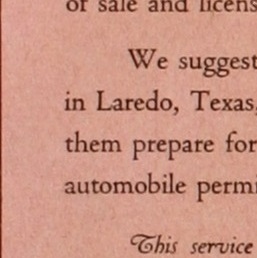 of sale and licens
We suggest
in Laredo, Texas,
them prepare for
automobile permi
This service